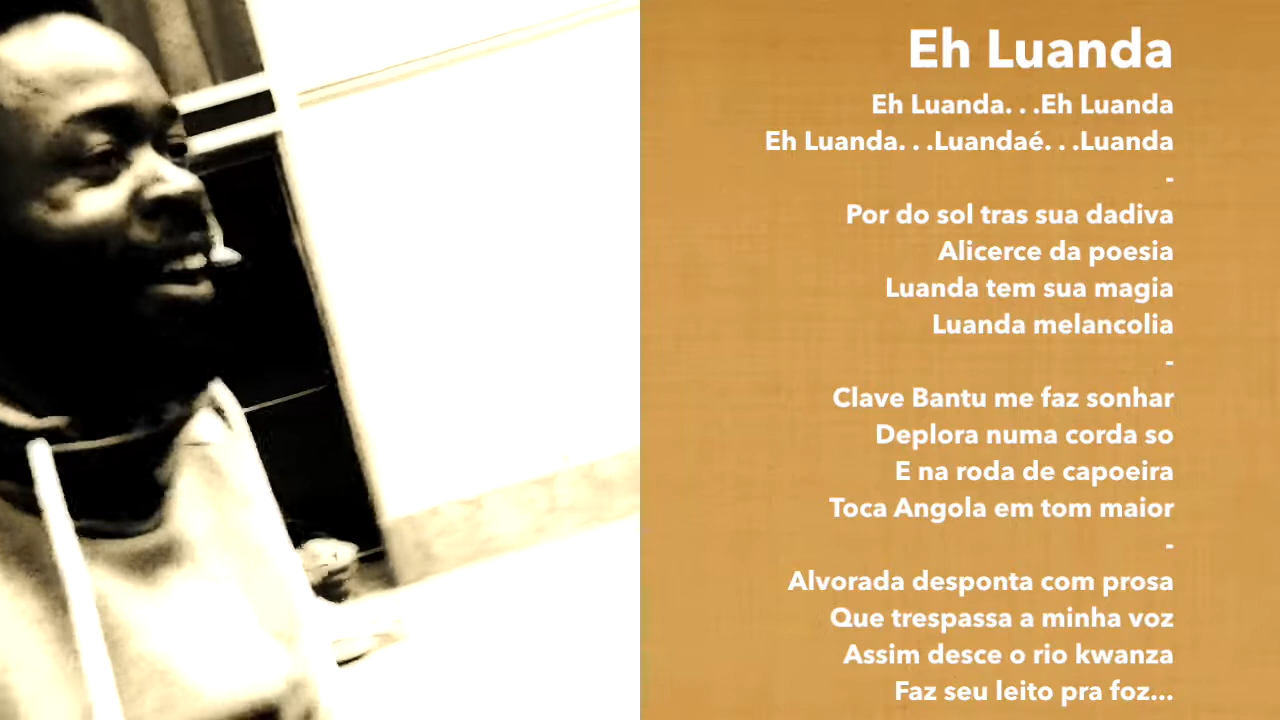 Eh Luanda
Eh Luanda. . .Eh Luanda
Eh Luanda. . .Luandaé. . .Luanda
-
Por do sol tras sua dadiva
Alicerce da poesia
Luanda tem sua magia
Luanda melancolia
-
Clave Bantu me faz sonhar
Deplora numa corda so
E na roda de capoeira
Toca Angola em tom maior
-
Alvorada desponta com prosa
Que trespassa a minha voz
Assim desce o rio kwanza
Faz seu leito pra foz...